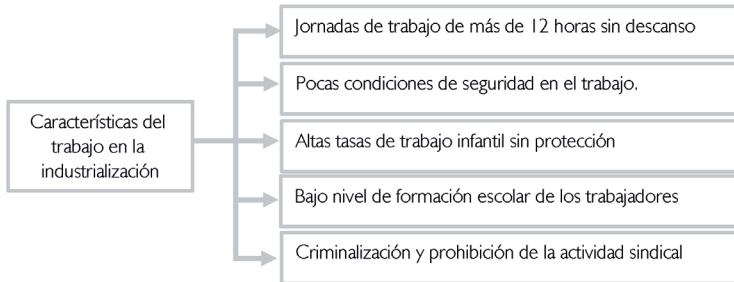 Características del
trabajo en la
industrialización
Jornadas de trabajo de más de 12 horas sin descanso
Pocas condiciones de seguridad en el trabajo.
Altas tasas de trabajo infantil sin protección
Bajo nivel de formación escolar de los trabajadores
Criminalización y prohibición de la actividad sindical